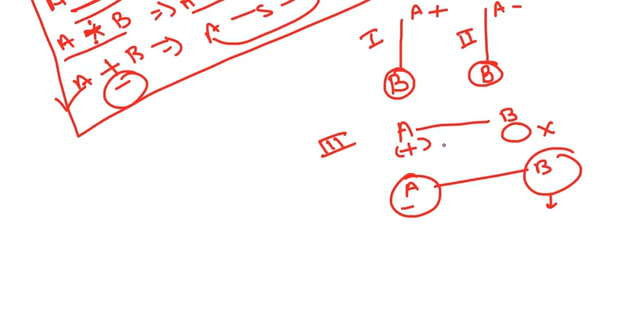 A * B ⇒ A
A + B ⇒ A - S -
-
I A +
B
II A -
B
III A — B x
(+)
A — B
-